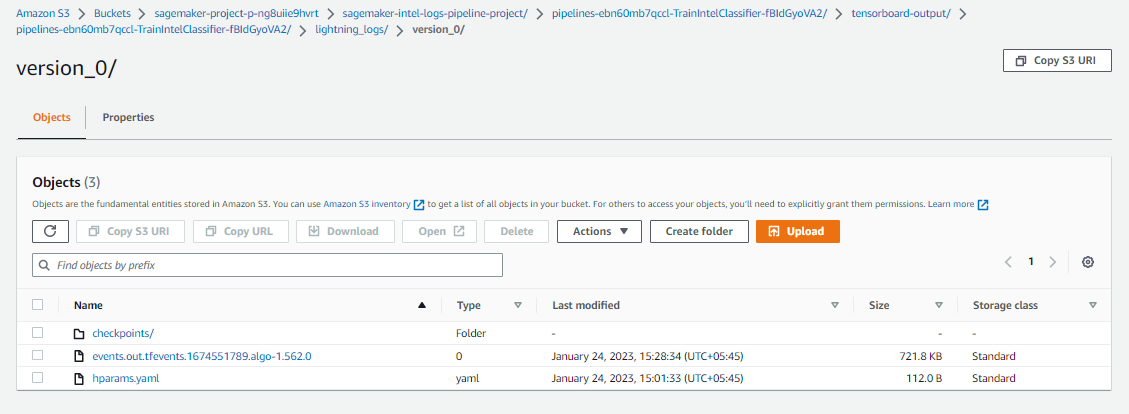 Amazon S3 > Buckets > sagemaker-project-p-ng8uiie9hvrt > sagemaker-intel-logs-pipeline-project/ > pipelines-ebn60mb7qccl-TrainIntelClassifier-fBIdGyoVA2/ > tensorboard-output/ >
pipelines-ebn60mb7qccl-TrainIntelClassifier-fBIdGyoVA2/ > lightning_logs/ > version_0/
version_0/
Copy S3 URI
Objects
Properties
Objects (3)
Objects are the fundamental entities stored in Amazon S3. You can use Amazon S3 inventory to get a list of all objects in your bucket. For others to access your objects, you'll need to explicitly grant them permissions. Learn more
Copy S3 URI Copy URL Download Open Delete Actions Create folder Upload
Find objects by prefix
1
Name Type Last modified Size Storage class
checkpoints/ Folder - - -
events.out.tfevents.1674551789.algo-1.562.0 0 January 24, 2023, 15:28:34 (UTC+05:45) 721.8 KB Standard
hparams.yaml yaml January 24, 2023, 15:01:33 (UTC+05:45) 112.0 B Standard